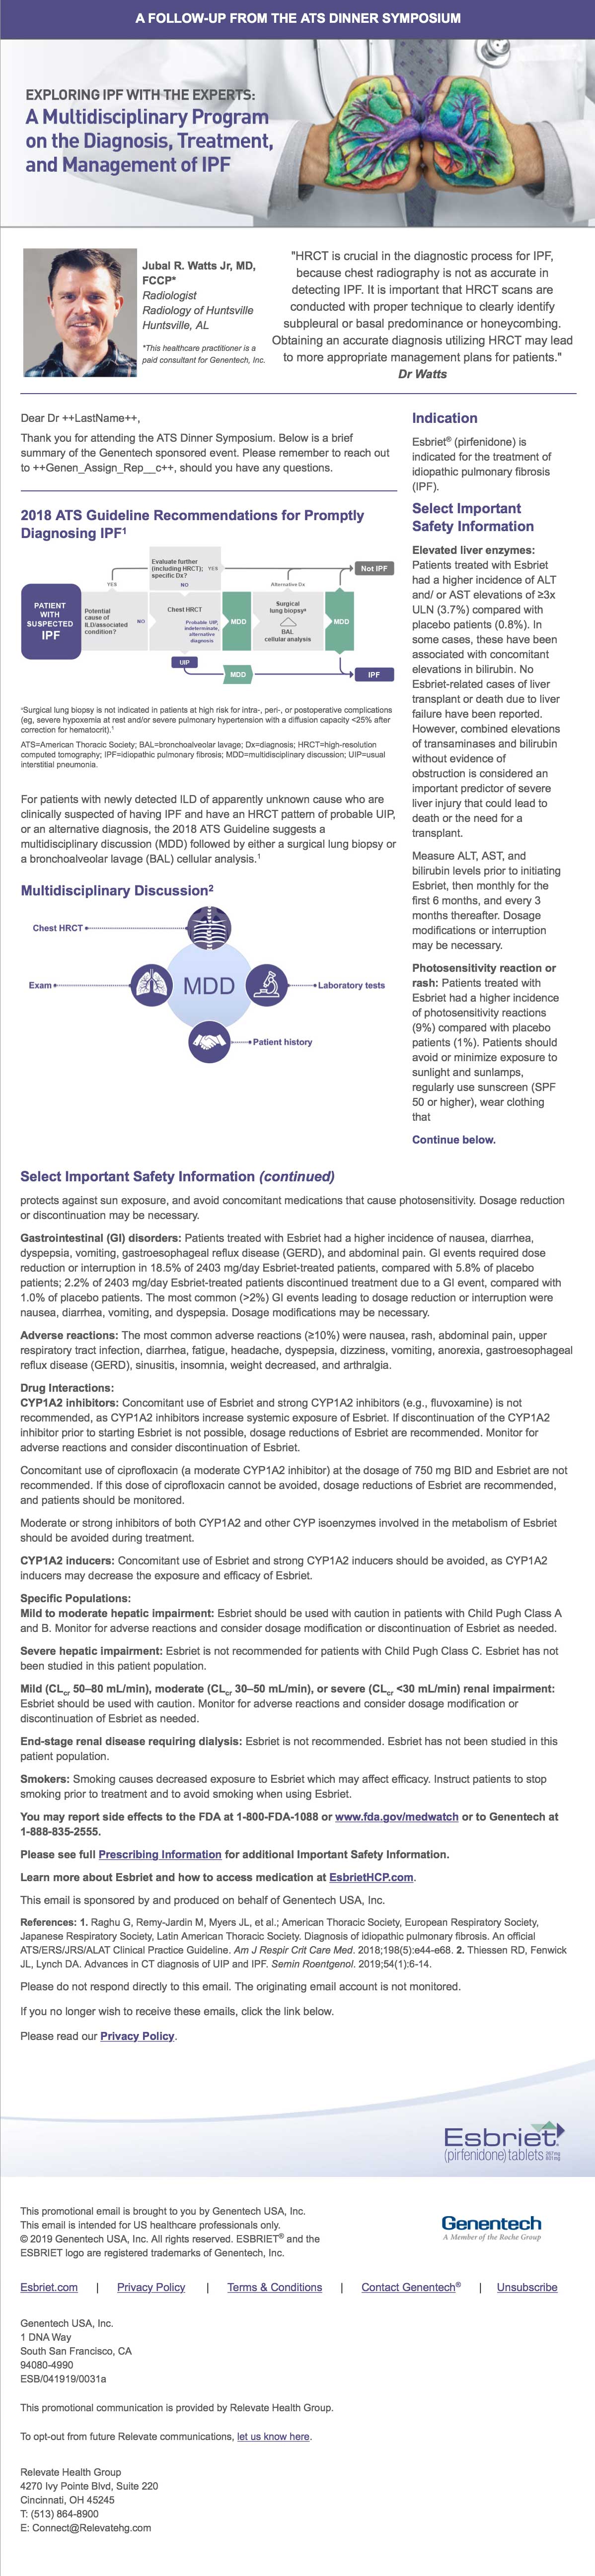 A FOLLOW-UP FROM THE ATS DINNER SYMPOSIUM
EXPLORING IPF WITH THE EXPERTS:
A Multidisciplinary Program
on the Diagnosis, Treatment,
and Management of IPF
Jubal R. Watts Jr, MD,
FCCP*
Radiologist
Radiology of Huntsville
Huntsville, AL
*This healthcare practitioner is a
paid consultant for Genentech, Inc.
"HRCT is crucial in the diagnostic process for IPF,
because chest radiography is not as accurate in
detecting IPF. It is important that HRCT scans are
conducted with proper technique to clearly identify
subpleural or basal predominance or honeycombing.
Obtaining an accurate diagnosis utilizing HRCT may lead
to more appropriate management plans for patients."
Dr Watts
Dear Dr ++LastName++,
Thank you for attending the ATS Dinner Symposium. Below is a brief
summary of the Genentech sponsored event. Please remember to reach out
to ++Genen_Assign_Rep__c++, should you have any questions.
2018 ATS Guideline Recommendations for Promptly
Diagnosing IPF¹
PATIENT
WITH
SUSPECTED
IPF
YES
Potential
cause of
ILD/associated
condition?
NO
Evaluate further
(including HRCT);
specific Dx?
YES
NO
Chest HRCT
Probable UIP,
indeterminate,
alternative
diagnosis
UIP
MDD
MDD
Alternative Dx
Surgical
lung biopsyᵃ
BAL
cellular analysis
MDD
Not IPF
IPF
ᵃSurgical lung biopsy is not indicated in patients at high risk for intra-, peri-, or postoperative complications
(eg, severe hypoxemia at rest and/or severe pulmonary hypertension with a diffusion capacity <25% after
correction for hematocrit).¹
ATS=American Thoracic Society; BAL=bronchoalveolar lavage; Dx=diagnosis; HRCT=high-resolution
computed tomography; IPF=idiopathic pulmonary fibrosis; MDD=multidisciplinary discussion; UIP=usual
interstitial pneumonia.
For patients with newly detected ILD of apparently unknown cause who are
clinically suspected of having IPF and have an HRCT pattern of probable UIP,
or an alternative diagnosis, the 2018 ATS Guideline suggests a
multidisciplinary discussion (MDD) followed by either a surgical lung biopsy or
a bronchoalveolar lavage (BAL) cellular analysis.¹
Multidisciplinary Discussion²
Chest HRCT
Exam
MDD
Laboratory tests
Patient history
Indication
Esbriet® (pirfenidone) is
indicated for the treatment of
idiopathic pulmonary fibrosis
(IPF).
Select Important
Safety Information
Elevated liver enzymes:
Patients treated with Esbriet
had a higher incidence of ALT
and/ or AST elevations of ≥3x
ULN (3.7%) compared with
placebo patients (0.8%). In
some cases, these have been
associated with concomitant
elevations in bilirubin. No
Esbriet-related cases of liver
transplant or death due to liver
failure have been reported.
However, combined elevations
of transaminases and bilirubin
without evidence of
obstruction is considered an
important predictor of severe
liver injury that could lead to
death or the need for a
transplant.
Measure ALT, AST, and
bilirubin levels prior to initiating
Esbriet, then monthly for the
first 6 months, and every 3
months thereafter. Dosage
modifications or interruption
may be necessary.
Photosensitivity reaction or
rash: Patients treated with
Esbriet had a higher incidence
of photosensitivity reactions
(9%) compared with placebo
patients (1%). Patients should
avoid or minimize exposure to
sunlight and sunlamps,
regularly use sunscreen (SPF
50 or higher), wear clothing
that
Continue below.
Select Important Safety Information (continued)
protects against sun exposure, and avoid concomitant medications that cause photosensitivity. Dosage reduction
or discontinuation may be necessary.
Gastrointestinal (GI) disorders: Patients treated with Esbriet had a higher incidence of nausea, diarrhea,
dyspepsia, vomiting, gastroesophageal reflux disease (GERD), and abdominal pain. GI events required dose
reduction or interruption in 18.5% of 2403 mg/day Esbriet-treated patients, compared with 5.8% of placebo
patients; 2.2% of 2403 mg/day Esbriet-treated patients discontinued treatment due to a GI event, compared with
1.0% of placebo patients. The most common (>2%) GI events leading to dosage reduction or interruption were
nausea, diarrhea, vomiting, and dyspepsia. Dosage modifications may be necessary.
Adverse reactions: The most common adverse reactions (≥10%) were nausea, rash, abdominal pain, upper
respiratory tract infection, diarrhea, fatigue, headache, dyspepsia, dizziness, vomiting, anorexia, gastroesophageal
reflux disease (GERD), sinusitis, insomnia, weight decreased, and arthralgia.
Drug Interactions:
CYP1A2 inhibitors: Concomitant use of Esbriet and strong CYP1A2 inhibitors (e.g., fluvoxamine) is not
recommended, as CYP1A2 inhibitors increase systemic exposure of Esbriet. If discontinuation of the CYP1A2
inhibitor prior to starting Esbriet is not possible, dosage reductions of Esbriet are recommended. Monitor for
adverse reactions and consider discontinuation of Esbriet.
Concomitant use of ciprofloxacin (a moderate CYP1A2 inhibitor) at the dosage of 750 mg BID and Esbriet are not
recommended. If this dose of ciprofloxacin cannot be avoided, dosage reductions of Esbriet are recommended,
and patients should be monitored.
Moderate or strong inhibitors of both CYP1A2 and other CYP isoenzymes involved in the metabolism of Esbriet
should be avoided during treatment.
CYP1A2 inducers: Concomitant use of Esbriet and strong CYP1A2 inducers should be avoided, as CYP1A2
inducers may decrease the exposure and efficacy of Esbriet.
Specific Populations:
Mild to moderate hepatic impairment: Esbriet should be used with caution in patients with Child Pugh Class A
and B. Monitor for adverse reactions and consider dosage modification or discontinuation of Esbriet as needed.
Severe hepatic impairment: Esbriet is not recommended for patients with Child Pugh Class C. Esbriet has not
been studied in this patient population.
Mild (CLcr 50–80 mL/min), moderate (CLcr 30–50 mL/min), or severe (CLcr <30 mL/min) renal impairment:
Esbriet should be used with caution. Monitor for adverse reactions and consider dosage modification or
discontinuation of Esbriet as needed.
End-stage renal disease requiring dialysis: Esbriet is not recommended. Esbriet has not been studied in this
patient population.
Smokers: Smoking causes decreased exposure to Esbriet which may affect efficacy. Instruct patients to stop
smoking prior to treatment and to avoid smoking when using Esbriet.
You may report side effects to the FDA at 1-800-FDA-1088 or www.fda.gov/medwatch or to Genentech at
1-888-835-2555.
Please see full Prescribing Information for additional Important Safety Information.
Learn more about Esbriet and how to access medication at EsbrietHCP.com.
This email is sponsored by and produced on behalf of Genentech USA, Inc.
References: 1. Raghu G, Remy-Jardin M, Myers JL, et al.; American Thoracic Society, European Respiratory Society,
Japanese Respiratory Society, Latin American Thoracic Society. Diagnosis of idiopathic pulmonary fibrosis. An official
ATS/ERS/JRS/ALAT Clinical Practice Guideline. Am J Respir Crit Care Med. 2018;198(5):e44-e68. 2. Thiessen RD, Fenwick
JL, Lynch DA. Advances in CT diagnosis of UIP and IPF. Semin Roentgenol. 2019;54(1):6-14.
Please do not respond directly to this email. The originating email account is not monitored.
If you no longer wish to receive these emails, click the link below.
Please read our Privacy Policy.
Esbriet
(pirfenidone) tablets 267 mg 801 mg
This promotional email is brought to you by Genentech USA, Inc.
This email is intended for US healthcare professionals only.
© 2019 Genentech USA, Inc. All rights reserved. ESBRIET® and the
ESBRIET logo are registered trademarks of Genentech, Inc.
Genentech
A Member of the Roche Group
Esbriet.com | Privacy Policy | Terms & Conditions | Contact Genentech® | Unsubscribe
Genentech USA, Inc.
1 DNA Way
South San Francisco, CA
94080-4990
ESB/041919/0031a
This promotional communication is provided by Relevate Health Group.
To opt-out from future Relevate communications, let us know here.
Relevate Health Group
4270 Ivy Pointe Blvd, Suite 220
Cincinnati, OH 45245
T: (513) 864-8900
E: Connect@Relevatehg.com